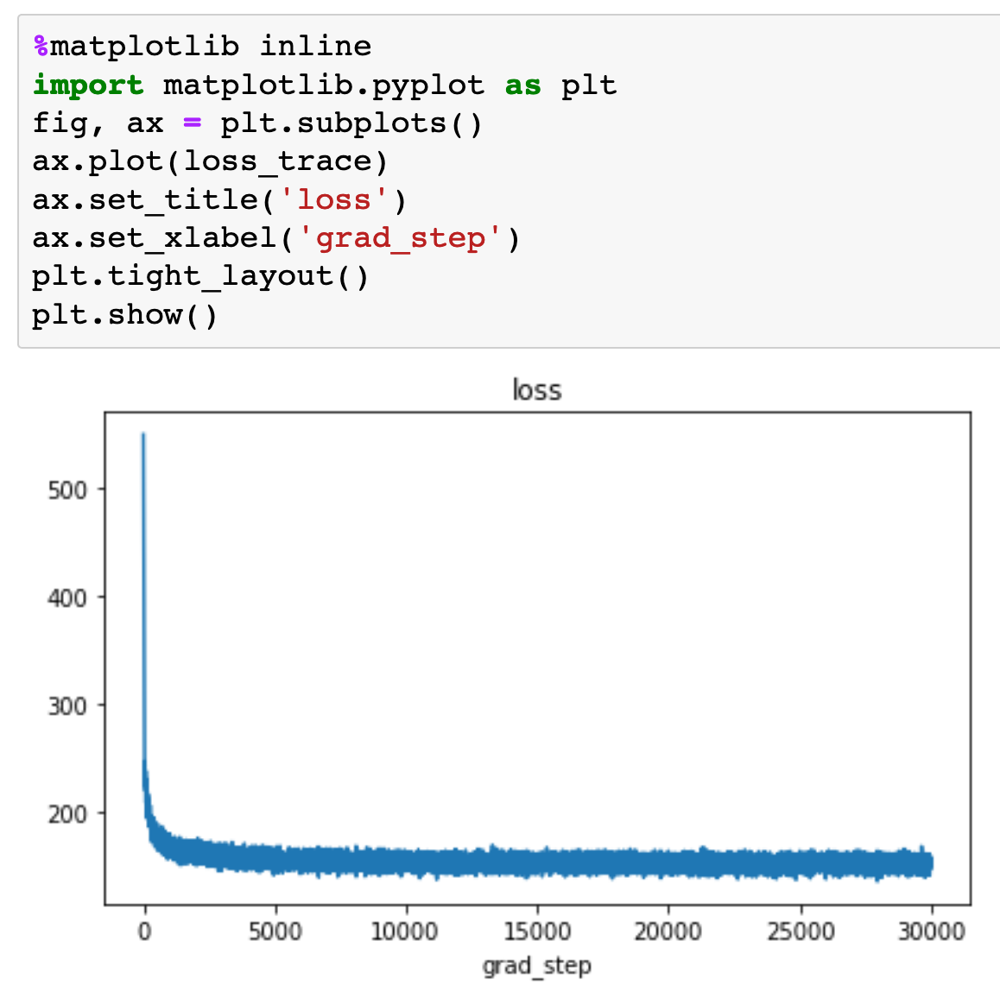 %matplotlib inline
import matplotlib.pyplot as plt
fig, ax = plt.subplots()
ax.plot(loss_trace)
ax.set_title('loss')
ax.set_xlabel('grad_step')
plt.tight_layout()
plt.show()
loss
500
400
300
200
0 5000 10000 15000 20000 25000 30000
grad_step